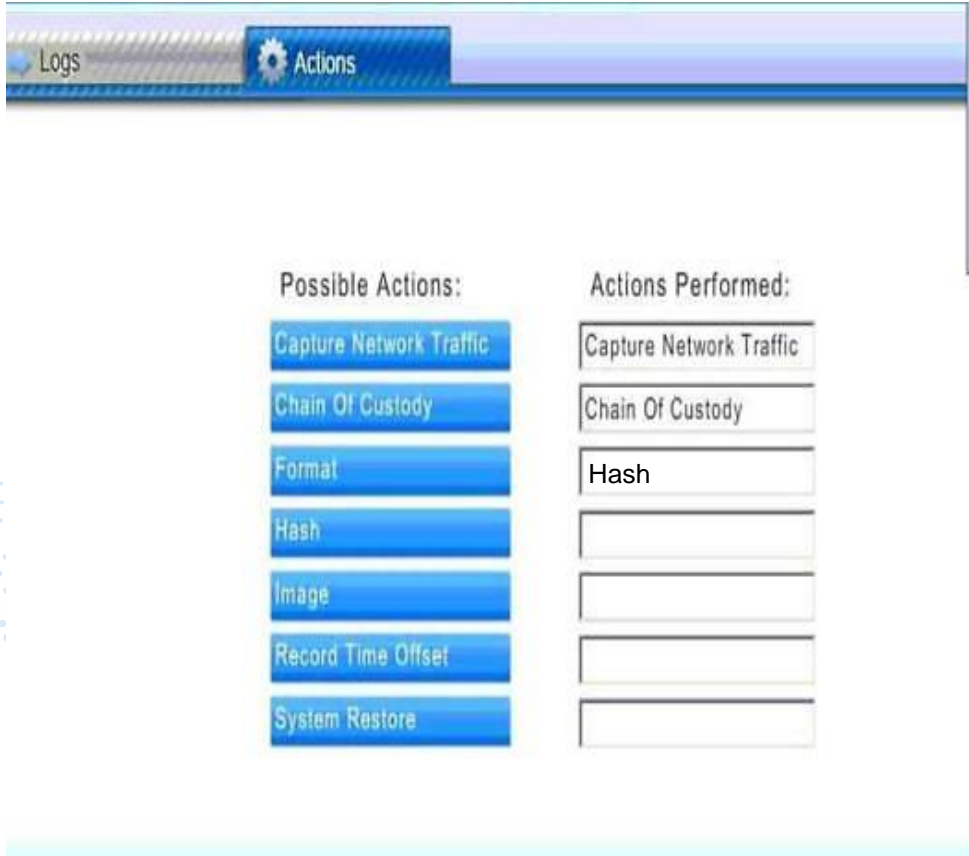 Logs
Actions
Possible Actions:
Actions Performed:
Capture Network Traffic
Capture Network Traffic
Chain Of Custody
Chain Of Custody
Format
Hash
Hash
Image
Record Time Offset
System Restore